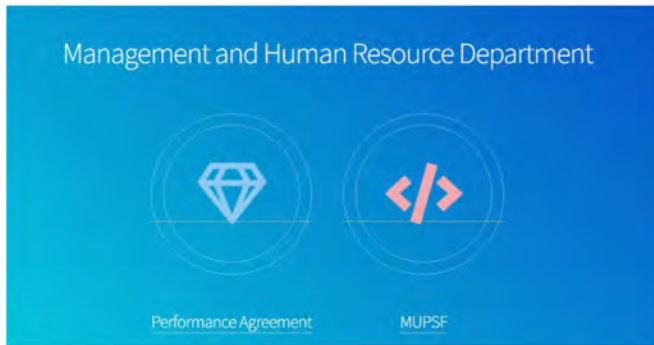 Management and Human Resource Department
Performance Agreement
MUPSF